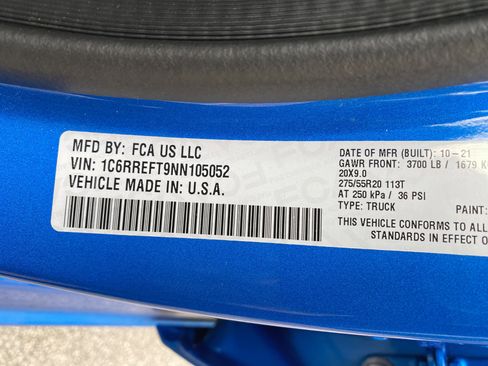 MFD BY: FCA US LLC
VIN: 1C6RREFT9NN105052
VEHICLE MADE IN: U.S.A.
DATE OF MFR (BUILT): 10-21
GAWR FRONT: 3700 LB / 1679 K
20X9.0
275/55R20 113T
AT 250 kPa / 36 PSI
TYPE: TRUCK
PAINT:
THIS VEHICLE CONFORMS TO ALL
STANDARDS IN EFFECT O